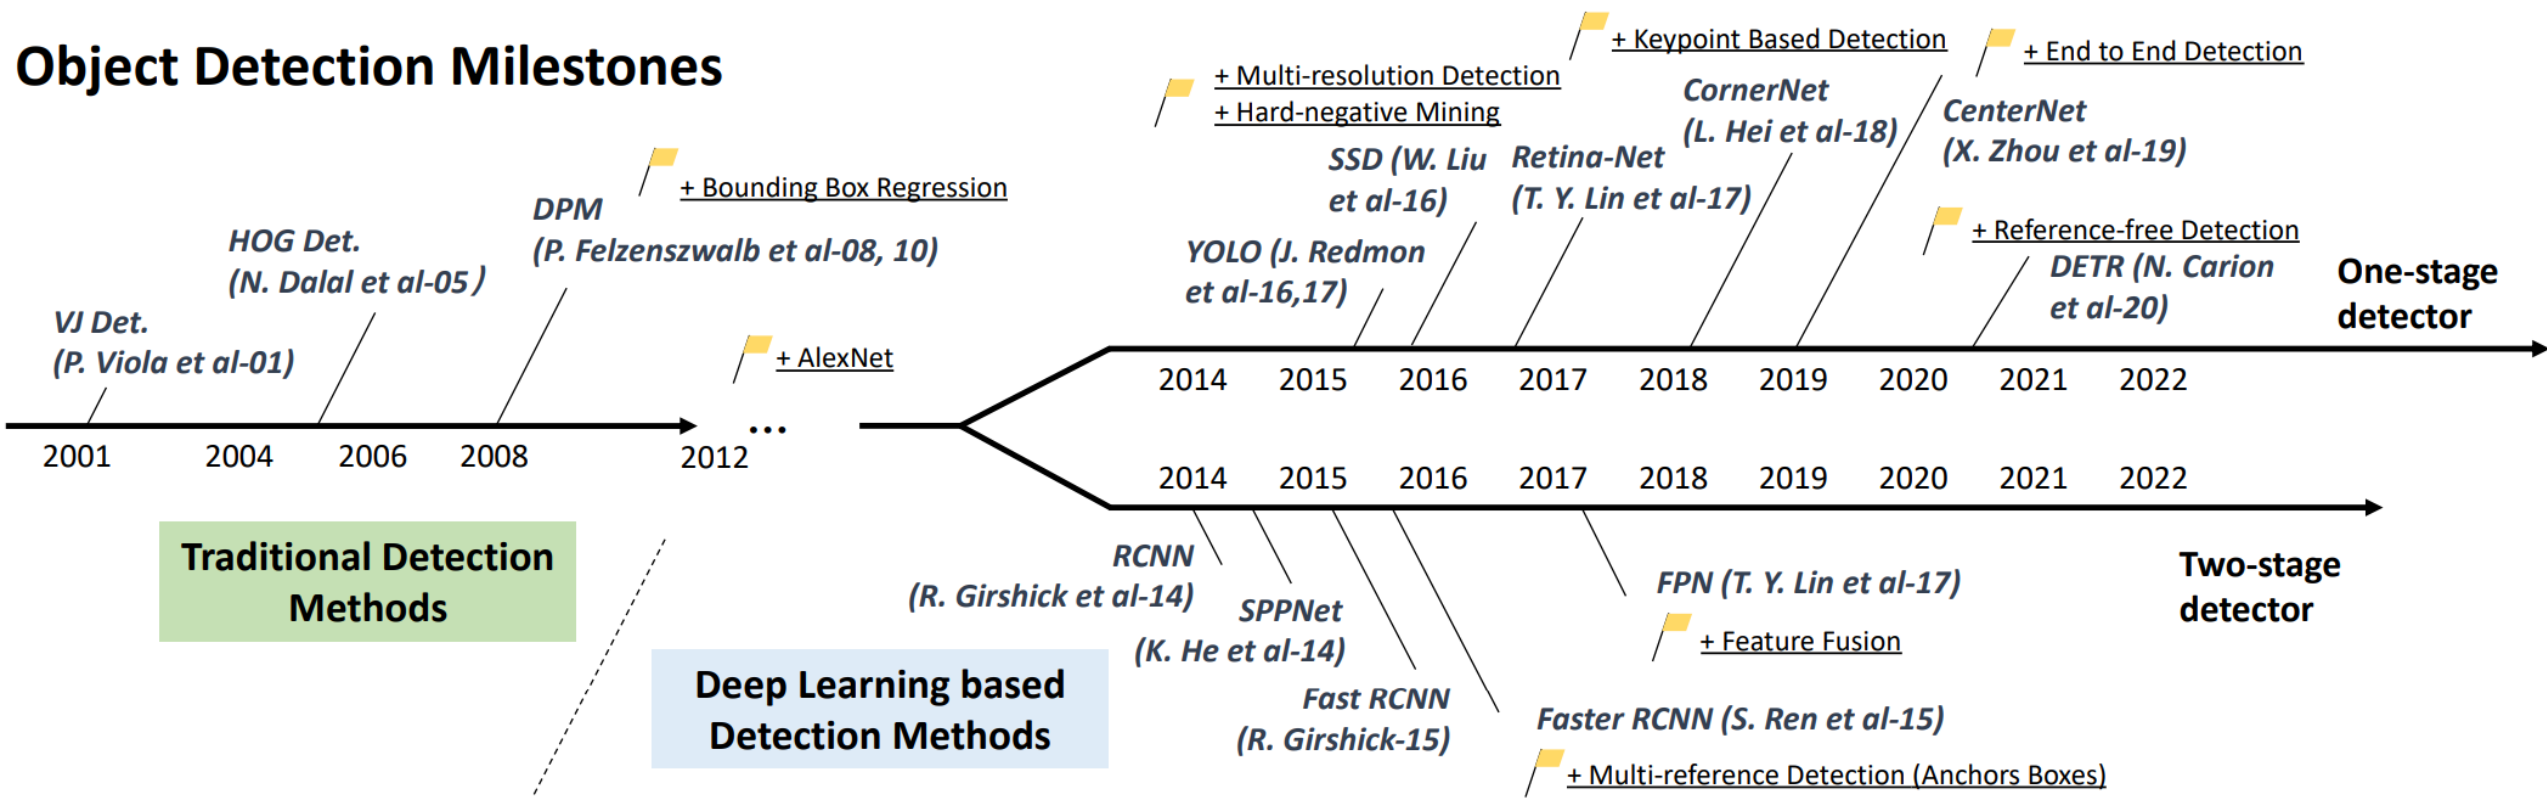 Object Detection Milestones
+ Keypoint Based Detection
+ End to End Detection
+ Multi-resolution Detection
+ Hard-negative Mining
CornerNet
(L. Hei et al-18)
CenterNet
(X. Zhou et al-19)
SSD (W. Liu
et al-16)
Retina-Net
(T. Y. Lin et al-17)
+ Bounding Box Regression
DPM
(P. Felzenszwalb et al-08, 10)
HOG Det.
(N. Dalal et al-05)
YOLO (J. Redmon
et al-16,17)
+ Reference-free Detection
DETR (N. Carion
et al-20)
One-stage
detector
VJ Det.
(P. Viola et al-01)
+ AlexNet
2014 2015 2016 2017 2018 2019 2020 2021 2022
...
2001 2004 2006 2008 2012
2014 2015 2016 2017 2018 2019 2020 2021 2022
Traditional Detection
Methods
RCNN
(R. Girshick et al-14)
SPPNet
(K. He et al-14)
FPN (T. Y. Lin et al-17)
+ Feature Fusion
Two-stage
detector
Deep Learning based
Detection Methods
Fast RCNN
(R. Girshick-15)
Faster RCNN (S. Ren et al-15)
+ Multi-reference Detection (Anchors Boxes)